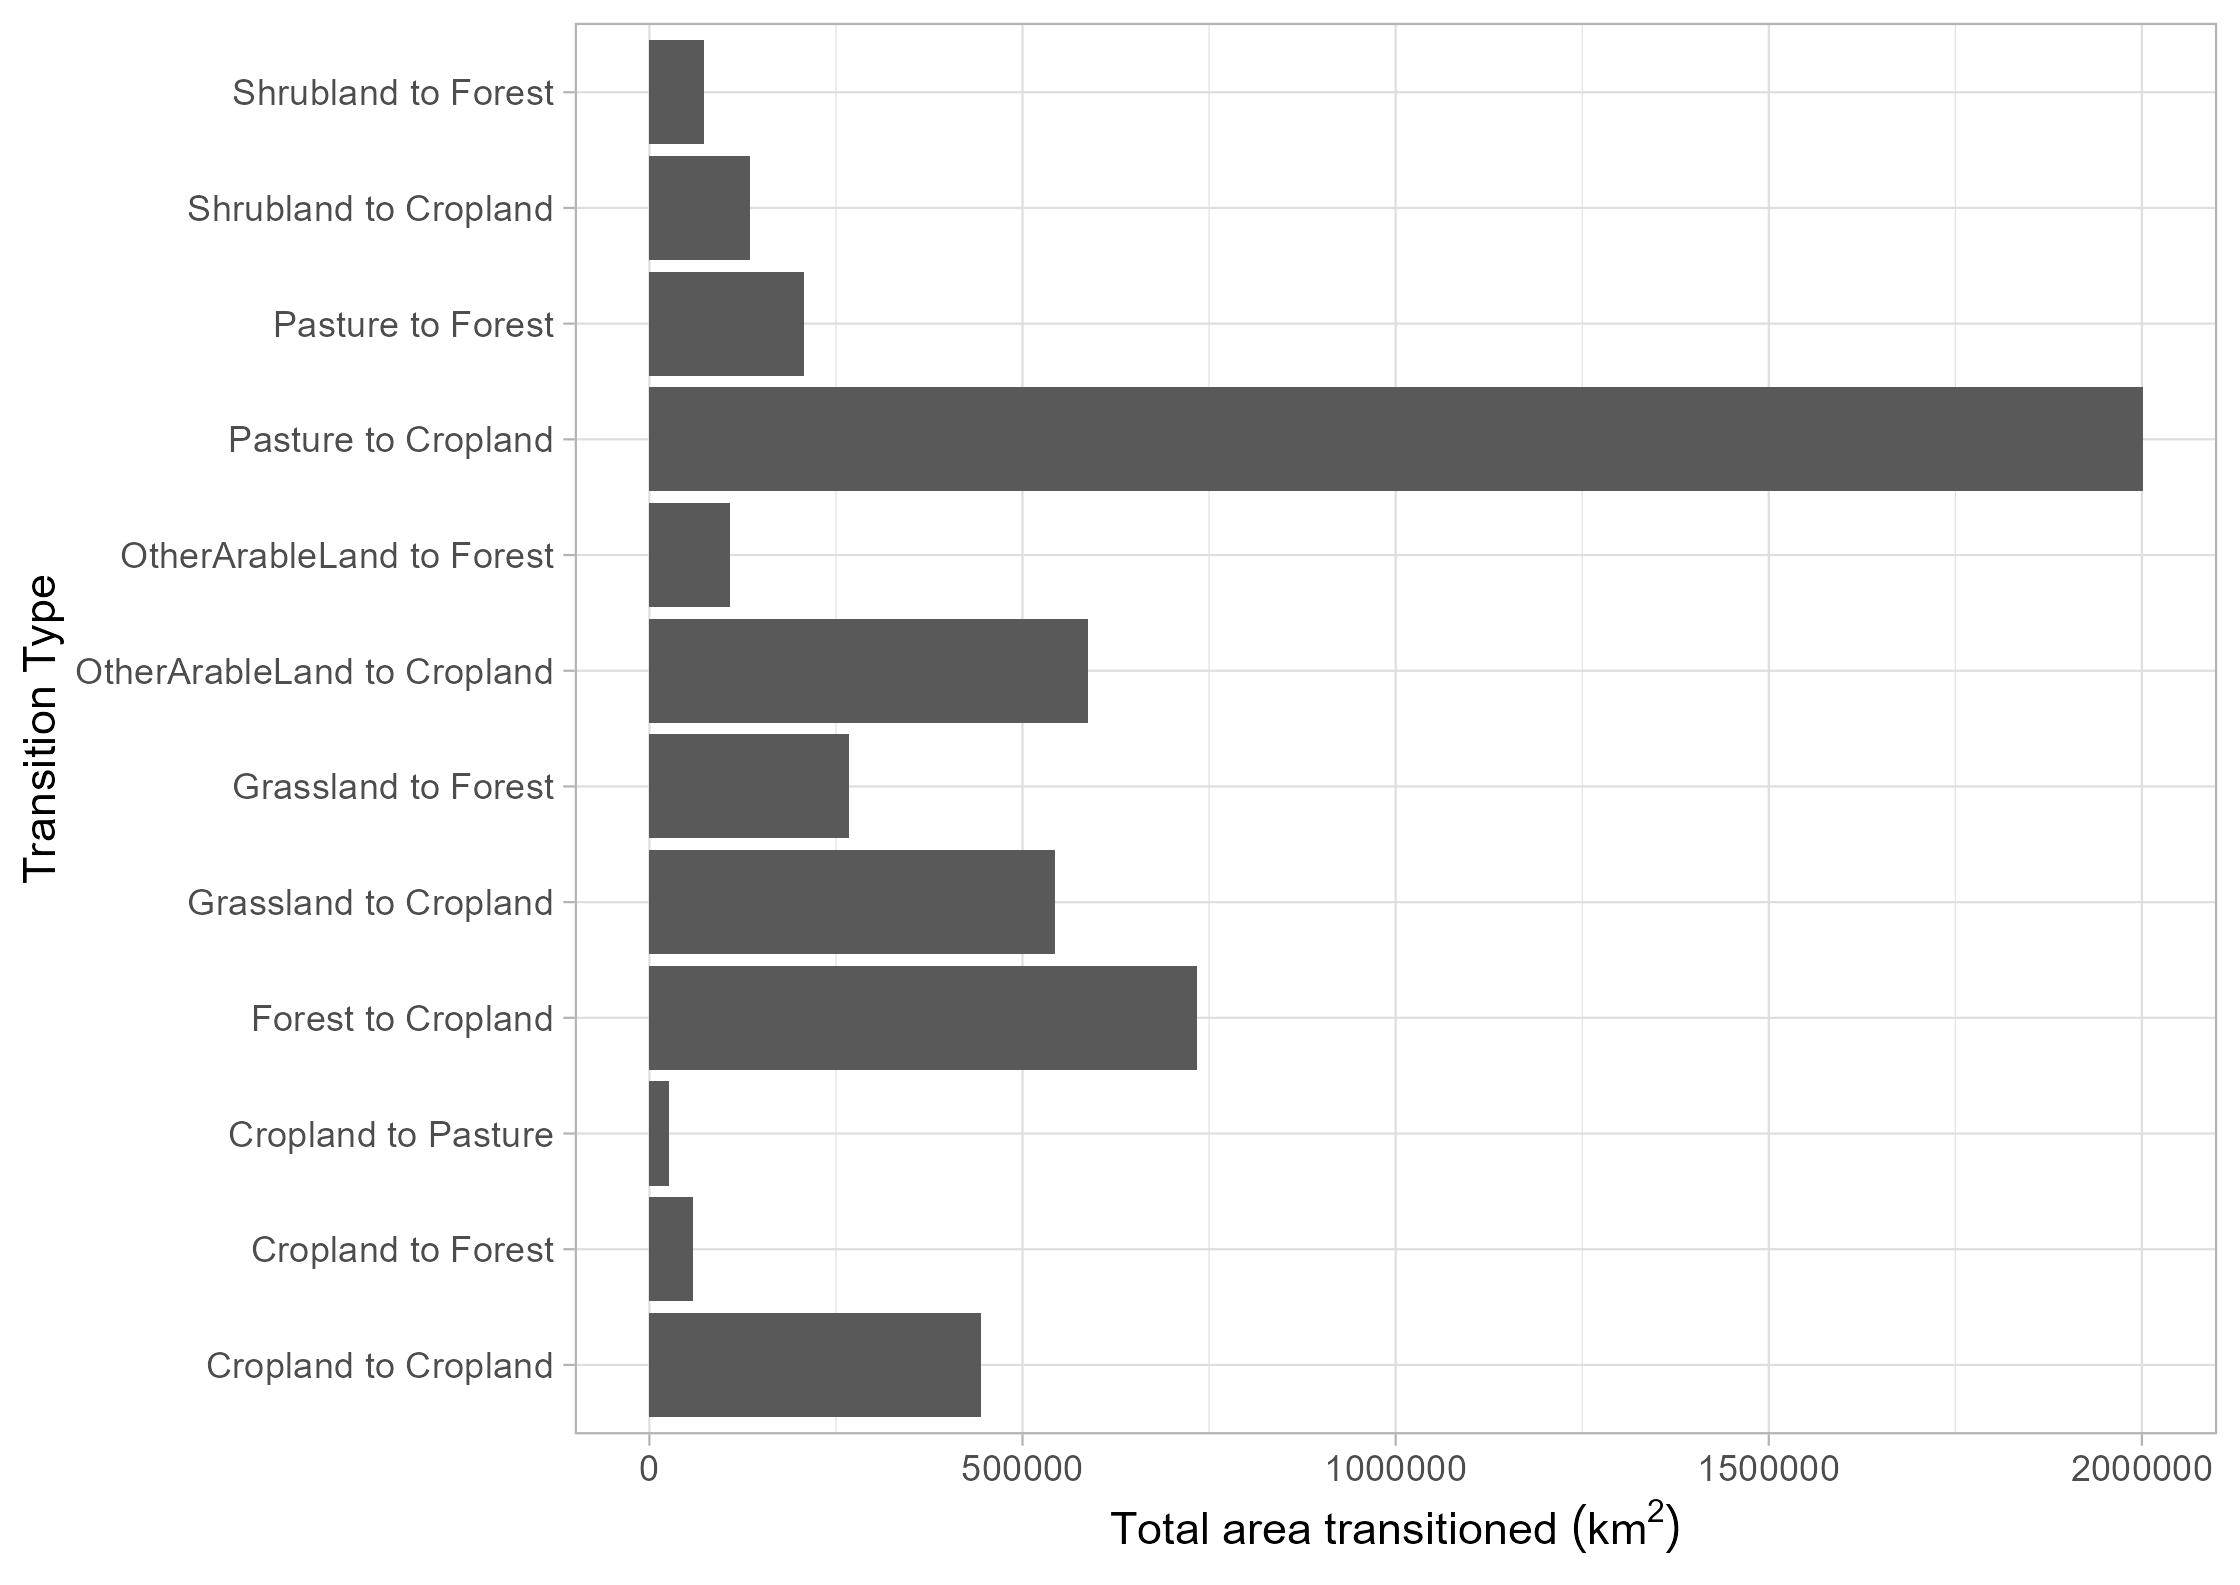 Shrubland to Forest
Shrubland to Cropland
Pasture to Forest
Pasture to Cropland
OtherArableLand to Forest
OtherArableLand to Cropland
Grassland to Forest
Grassland to Cropland
Forest to Cropland
Cropland to Pasture
Cropland to Forest
Cropland to Cropland
Transition Type
0 500000 1000000 1500000 2000000
Total area transitioned (km²)